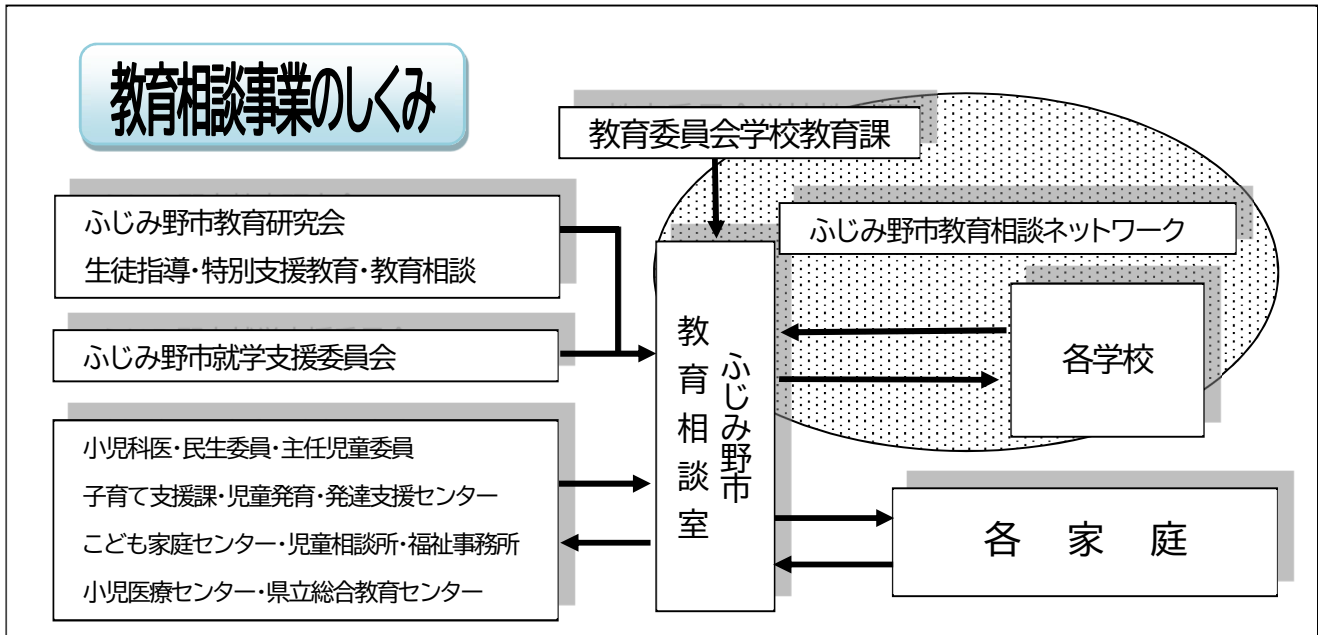 教育相談事業のしくみ
教育委員会学校教育課
ふじみ野市教育研究会
生徒指導・特別支援教育・教育相談
ふじみ野市就学支援委員会
小児科医・民生委員・主任児童委員
子育て支援課・児童発育・発達支援センター
こども家庭センター・児童相談所・福祉事務所
小児医療センター・県立総合教育センター
ふじみ野市
教育相談室
ふじみ野市教育相談ネットワーク
各学校
各家庭